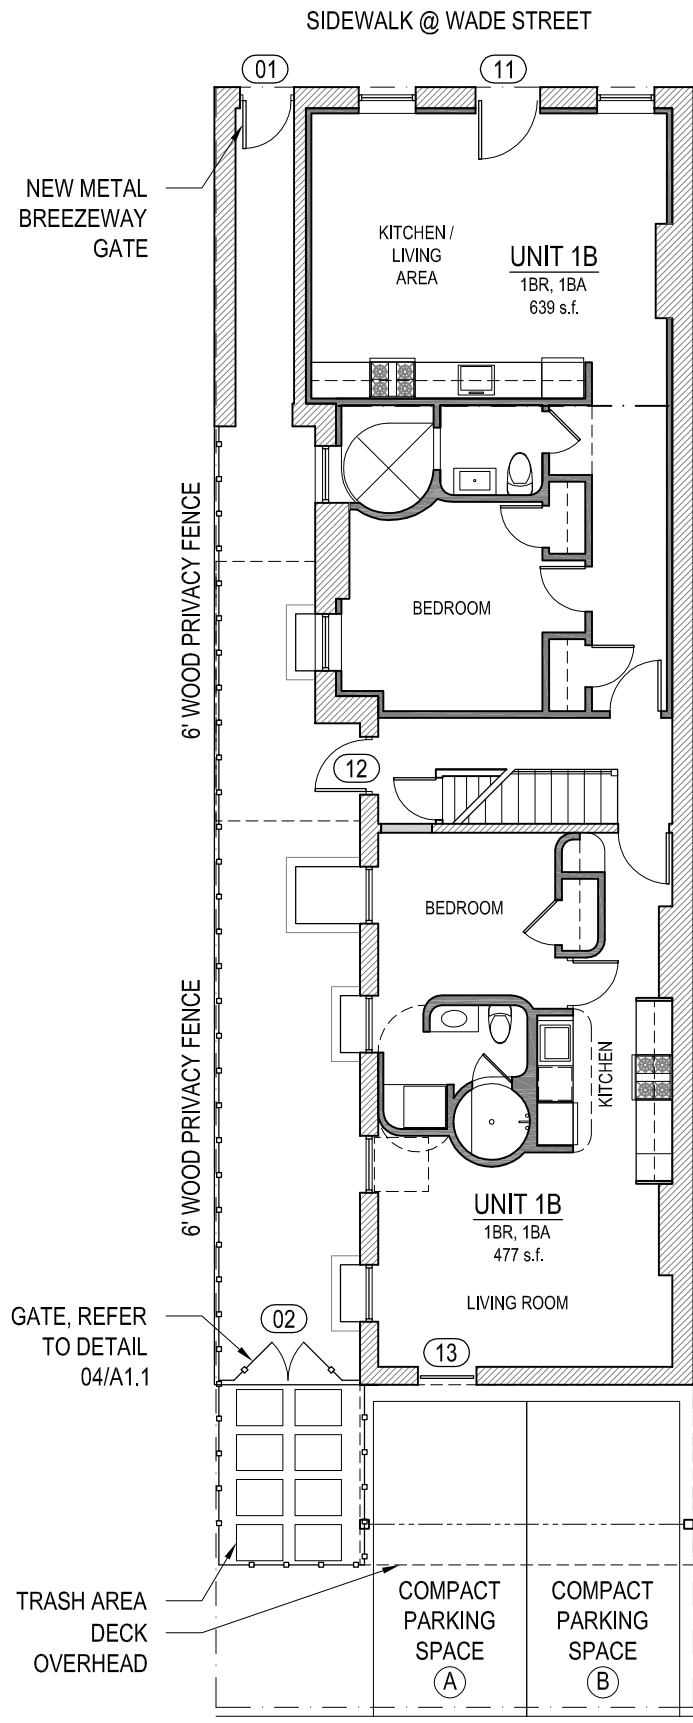 SIDEWALK @ WADE STREET
01
11
NEW METAL
BREEZEWAY
GATE
KITCHEN /
LIVING
AREA
UNIT 1B
1BR, 1BA
639 s.f.
6' WOOD PRIVACY FENCE
BEDROOM
12
BEDROOM
6' WOOD PRIVACY FENCE
KITCHEN
UNIT 1B
1BR, 1BA
477 s.f.
LIVING ROOM
GATE, REFER
TO DETAIL
04/A1.1
02
13
TRASH AREA
DECK
OVERHEAD
COMPACT
PARKING
SPACE
A
COMPACT
PARKING
SPACE
B